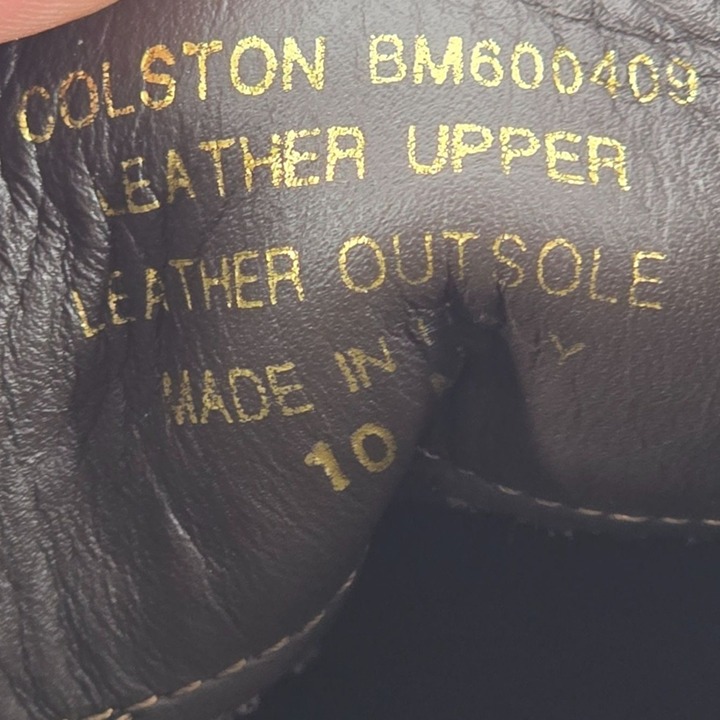 COLSTON BM600409
LEATHER UPPER
LEATHER OUTSOLE
MADE IN
10